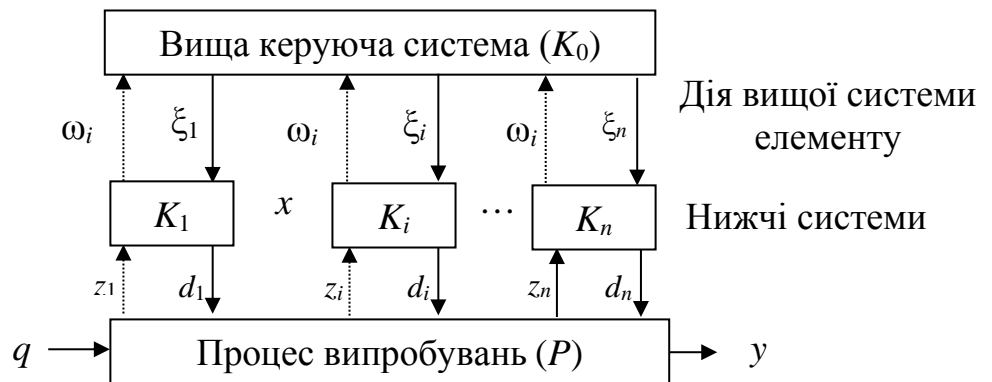 Вища керуюча система (K₀)
Дія вищої системи
елементу
ωᵢ ξ₁ ωᵢ ξᵢ ωᵢ ξₙ
K₁ x Kᵢ … Kₙ Нижчі системи
z₁ d₁ zᵢ dᵢ zₙ dₙ
q Процес випробувань (P) y